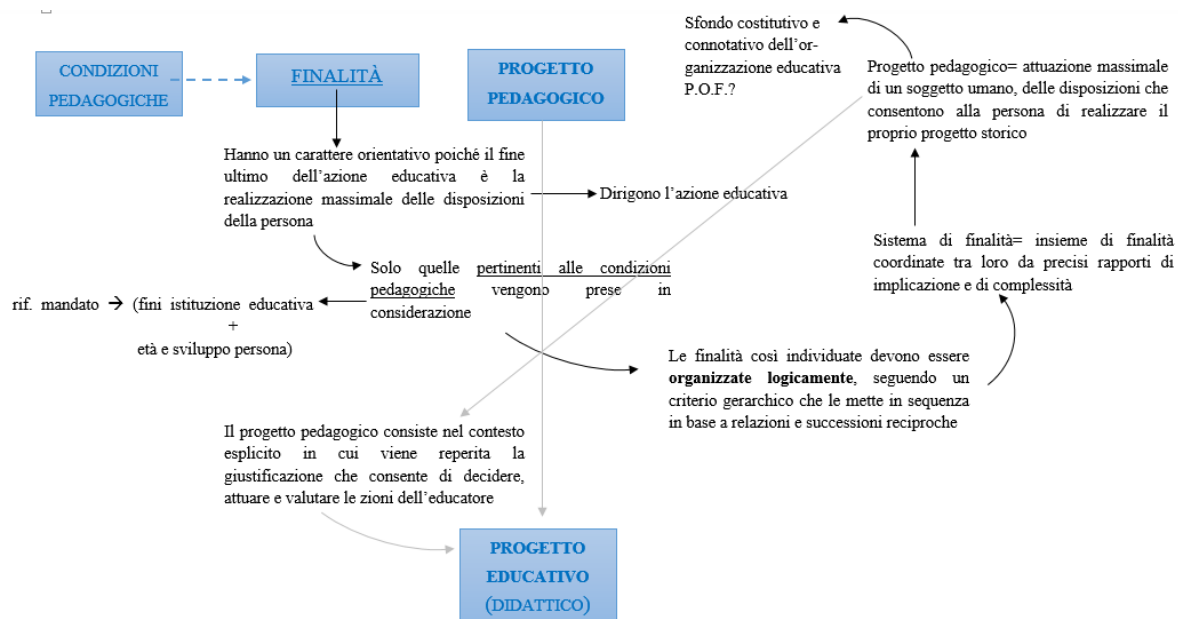 CONDIZIONI
PEDAGOGICHE
FINALITÀ
PROGETTO
PEDAGOGICO
Sfondo costitutivo e
connotativo dell'or-
ganizzazione educativa
P.O.F.?
Progetto pedagogico= attuazione massimale
di un soggetto umano, delle disposizioni che
consentono alla persona di realizzare il
proprio progetto storico
Hanno un carattere orientativo poiché il fine
ultimo dell'azione educativa è la
realizzazione massimale delle disposizioni
della persona
Dirigono l'azione educativa
Sistema di finalità= insieme di finalità
coordinate tra loro da precisi rapporti di
implicazione e di complessità
Solo quelle pertinenti alle condizioni
pedagogiche vengono prese in
considerazione
rif. mandato → (fini istituzione educativa
+
età e sviluppo persona)
Le finalità così individuate devono essere
organizzate logicamente, seguendo un
criterio gerarchico che le mette in sequenza
in base a relazioni e successioni reciproche
Il progetto pedagogico consiste nel contesto
esplicito in cui viene reperita la
giustificazione che consente di decidere,
attuare e valutare le zioni dell'educatore
PROGETTO
EDUCATIVO
(DIDATTICO)